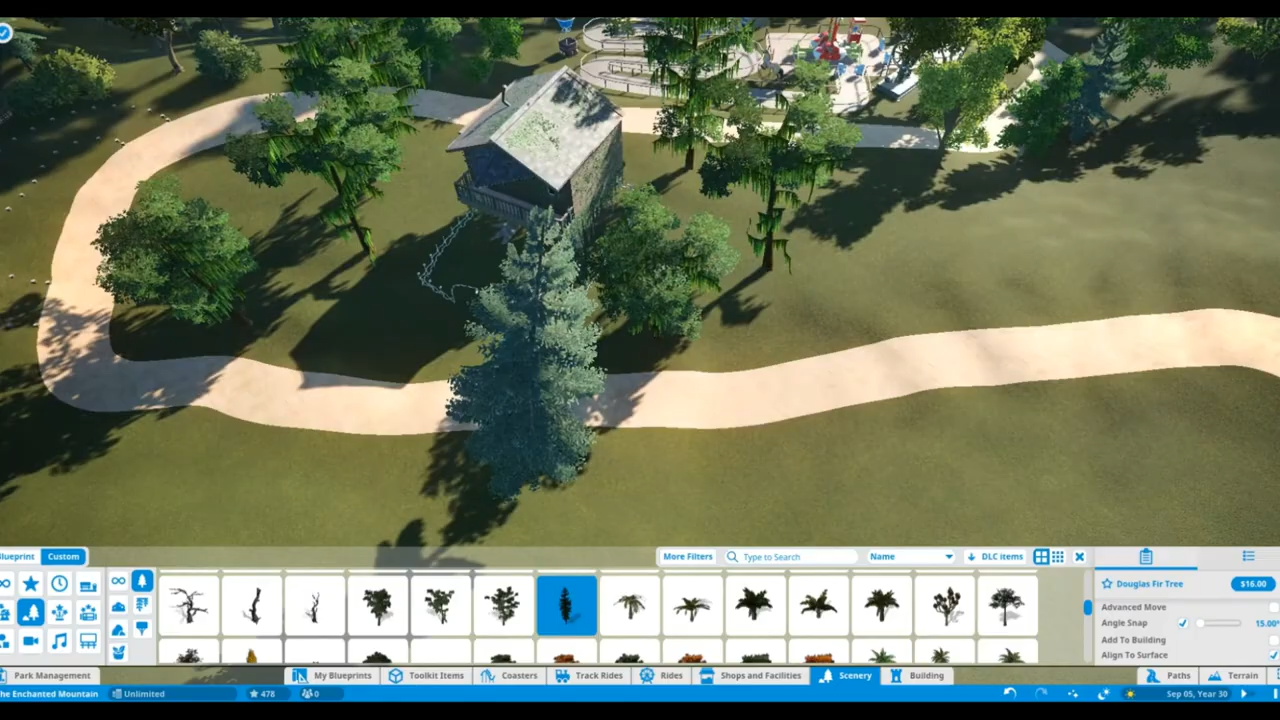 Blueprint Custom
More Filters Type to Search Name DLC items
Douglas Fir Tree $16.00
Advanced Move
Angle Snap 15.00°
Add To Building
Align To Surface
Park Management My Blueprints Toolkit Items Coasters Track Rides Rides Shops and Facilities Scenery Building Paths Terrain
The Enchanted Mountain Unlimited 478 0 Sep 05, Year 30